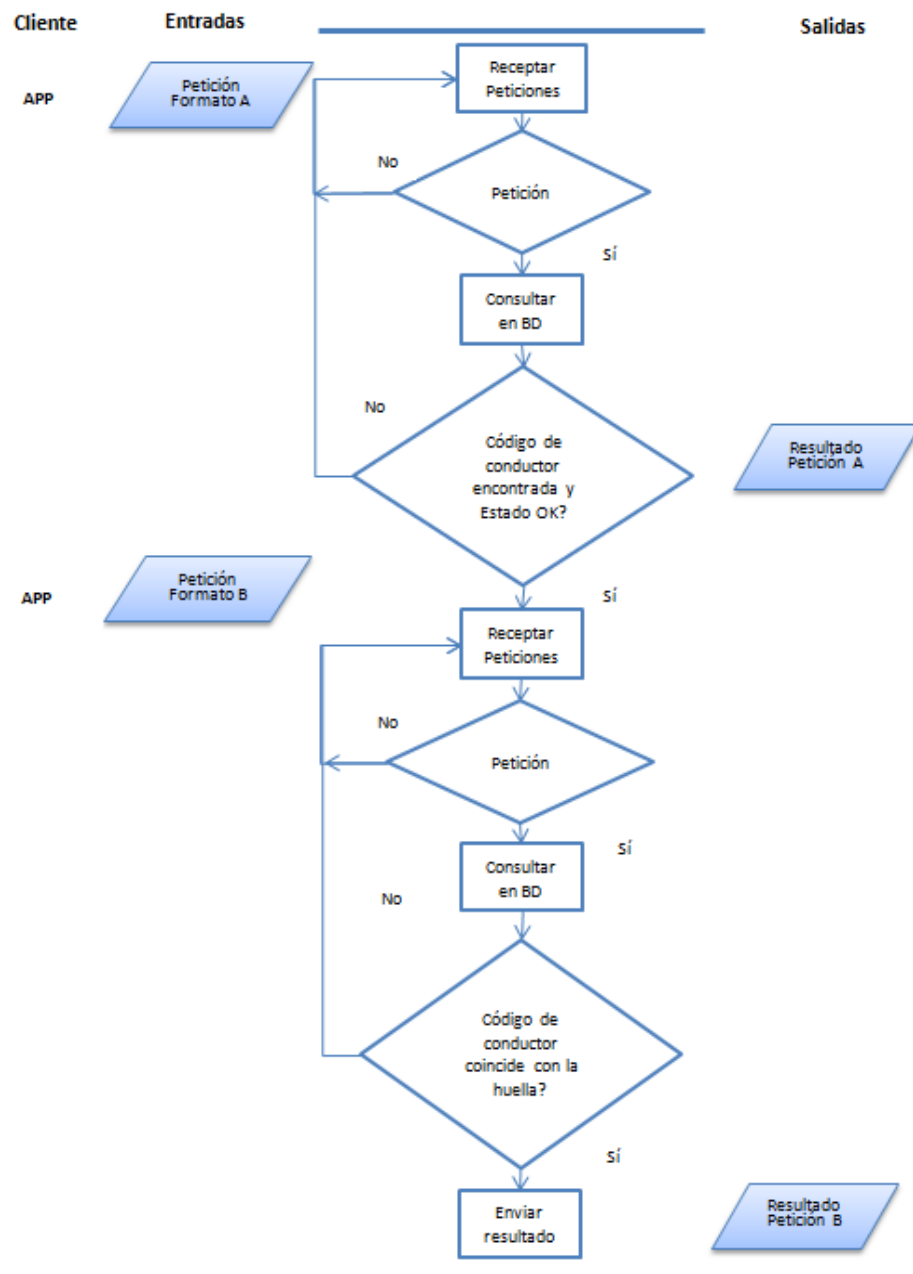 Cliente
Entradas
Salidas
APP
Petición
Formato A
Receptar
Peticiones
No
Petición
Sí
Consultar
en BD
No
Código de
conductor
encontrada y
Estado OK?
Resultado
Petición A
Sí
APP
Petición
Formato B
Receptar
Peticiones
No
Petición
Sí
Consultar
en BD
No
Código de
conductor
coincide con la
huella?
Sí
Enviar
resultado
Resultado
Petición B